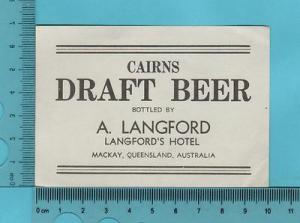 CAIRNS
DRAFT BEER
BOTTLED BY
A. LANGFORD
LANGFORD'S HOTEL
MACKAY, QUEENSLAND, AUSTRALIA
0 1 2 3 4 5 6 7 8 9 10 11